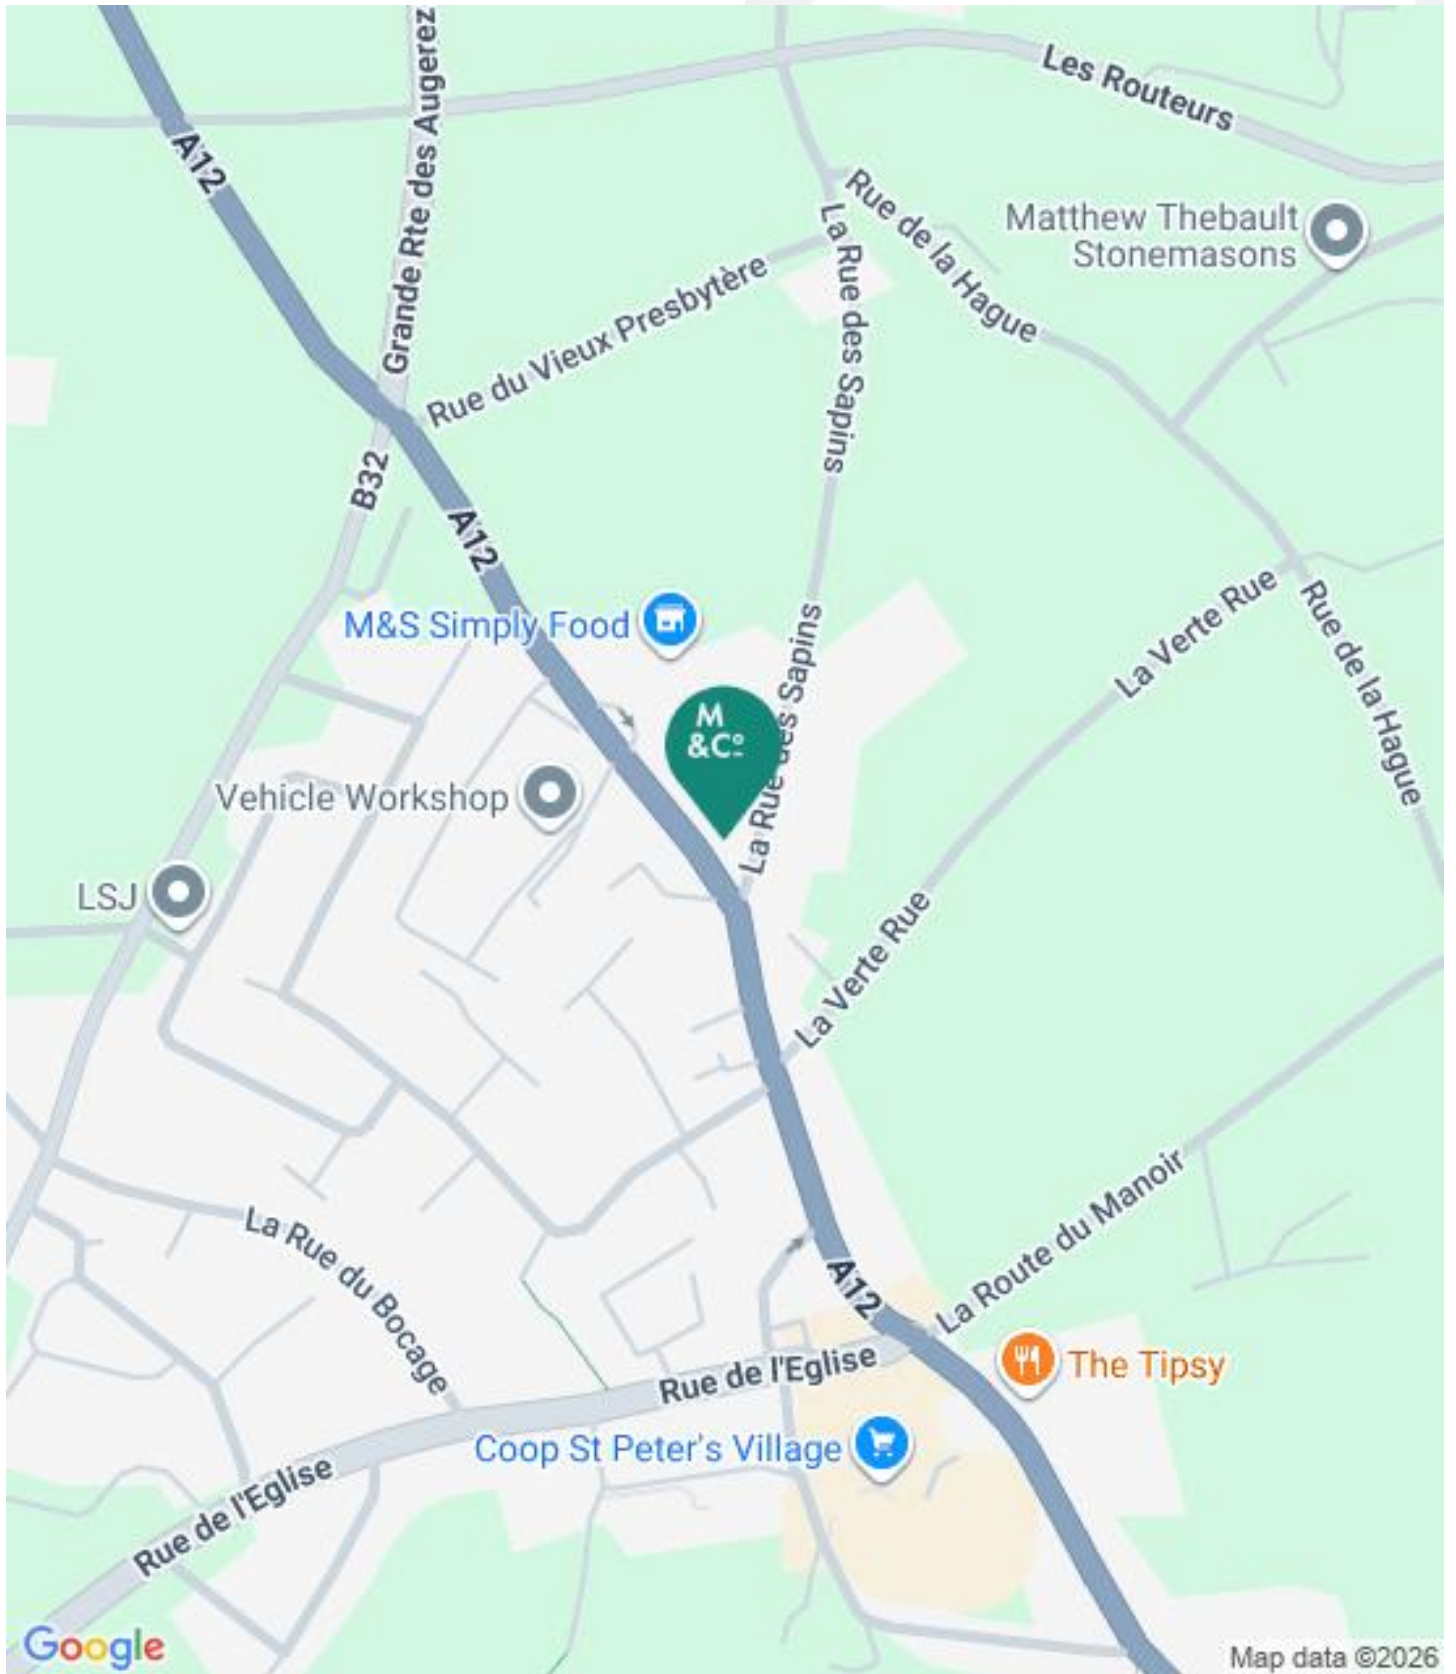 Grande Rte des Augerez
Les Routeurs
A12
Rue de la Hague
Matthew Thebault
Stonemasons
La Rue des Sapins
Rue du Vieux Presbytère
B32
A12
M&S Simply Food
La Verte Rue
Rue de la Hague
La Rue des Sapins
M
&Co
Vehicle Workshop
LSJ
La Verte Rue
La Route du Manoir
La Rue du Bocage
A12
Rue de l'Eglise
The Tipsy
Coop St Peter's Village
Rue de l'Eglise
Google
Map data ©2026